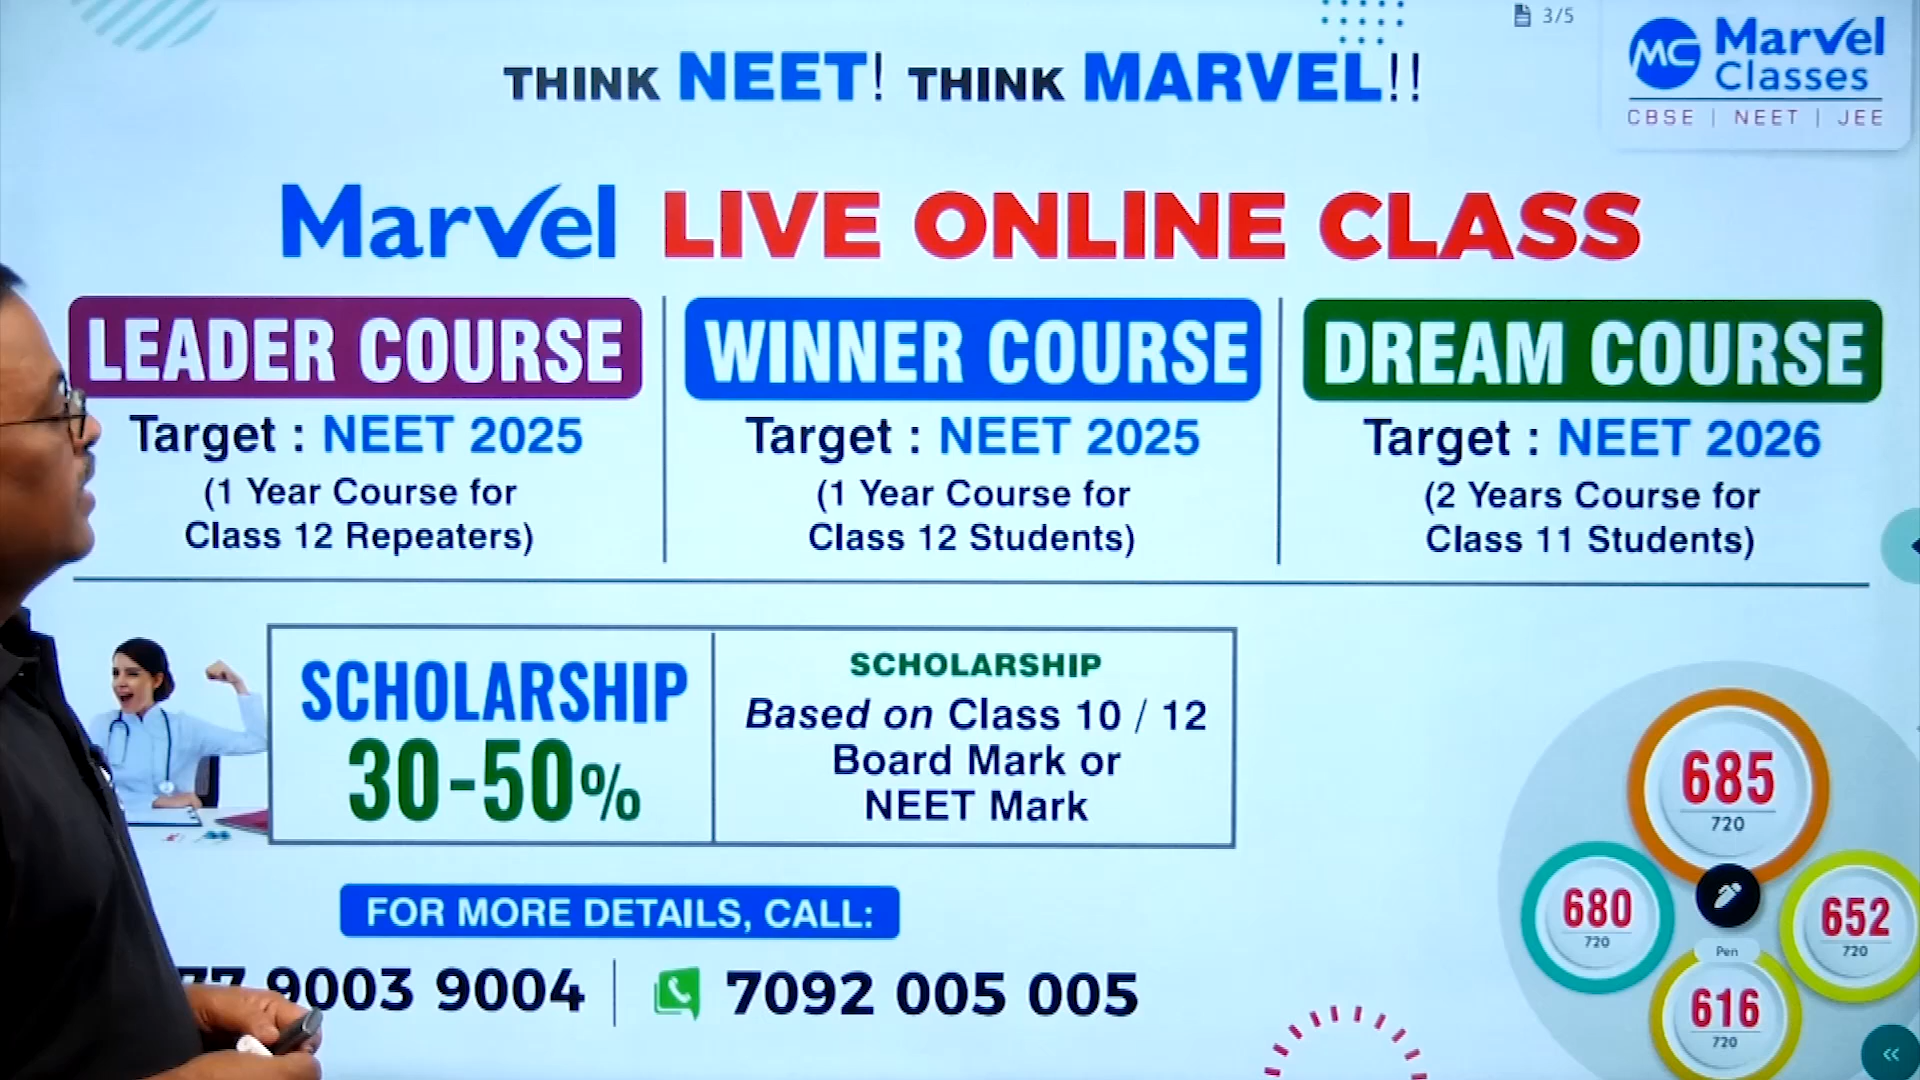 3/5
THINK NEET! THINK MARVEL!!
MC Marvel
Classes
CBSE | NEET | JEE
Marvel LIVE ONLINE CLASS
LEADER COURSE
Target : NEET 2025
(1 Year Course for
Class 12 Repeaters)
WINNER COURSE
Target : NEET 2025
(1 Year Course for
Class 12 Students)
DREAM COURSE
Target : NEET 2026
(2 Years Course for
Class 11 Students)
SCHOLARSHIP
30-50%
SCHOLARSHIP
Based on Class 10 / 12
Board Mark or
NEET Mark
685
720
680
720
652
720
Pen
616
720
FOR MORE DETAILS, CALL:
77 9003 9004
7092 005 005